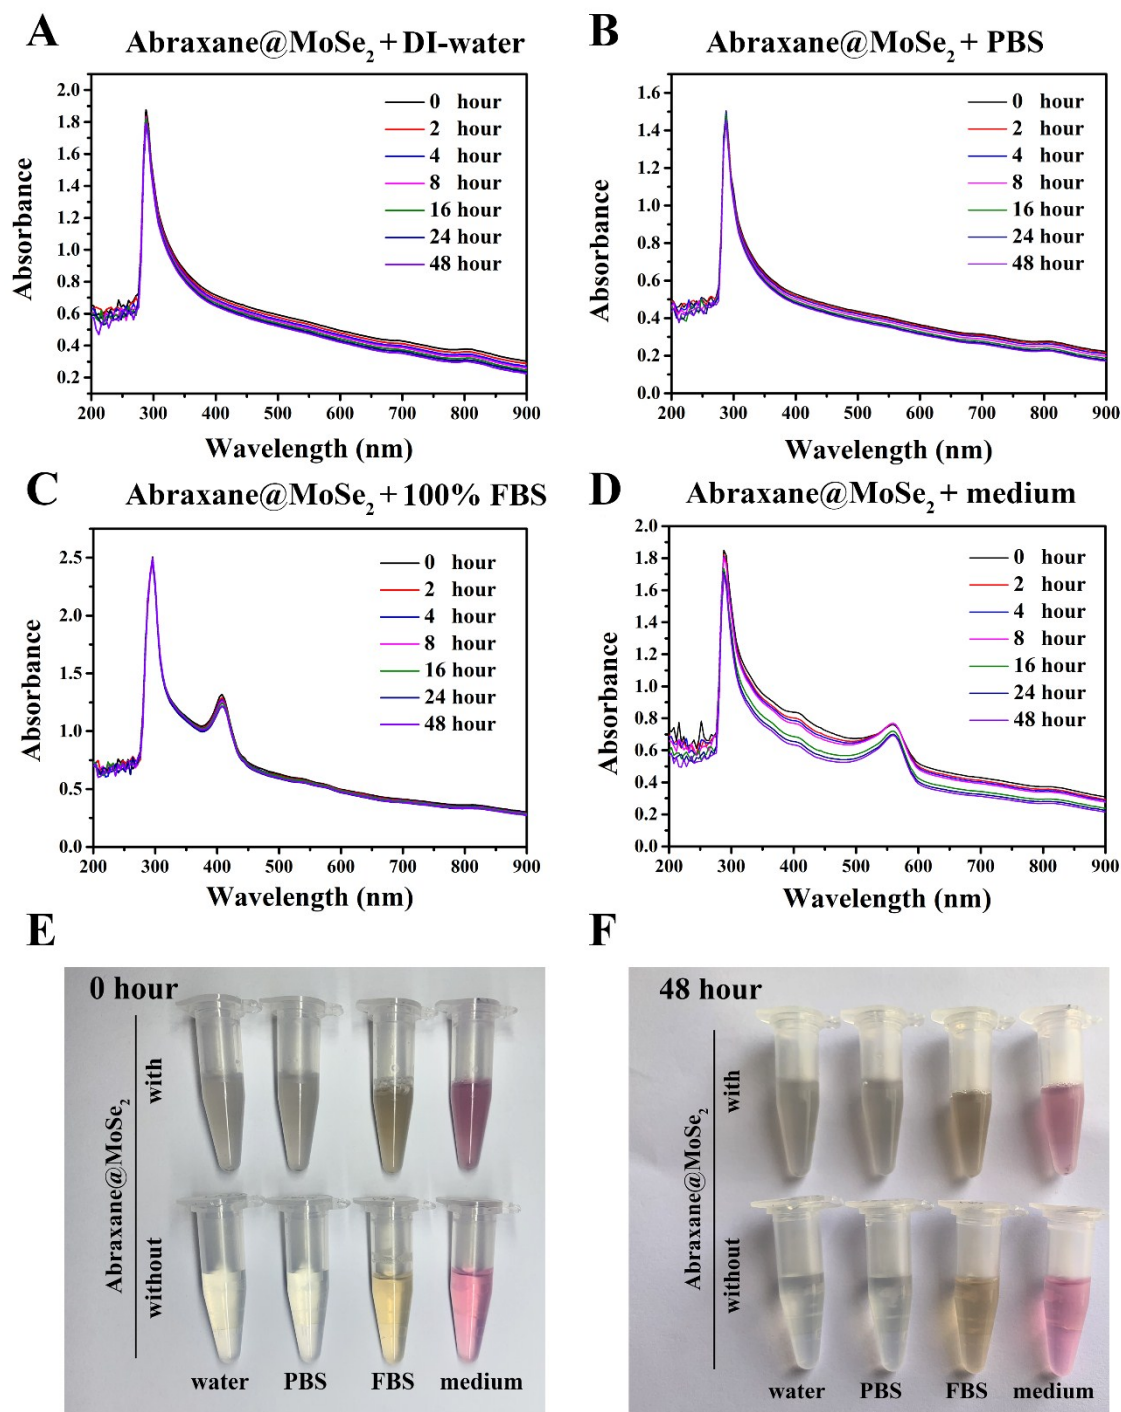 A
Abraxane@MoSe2 + DI-water
2.0
1.8
1.6
1.4
1.2
1.0
0.8
0.6
0.4
0.2
Absorbance
0 hour
2 hour
4 hour
8 hour
16 hour
24 hour
48 hour
200 300 400 500 600 700 800 900
Wavelength (nm)
B
Abraxane@MoSe2 + PBS
1.6
1.4
1.2
1.0
0.8
0.6
0.4
0.2
0.0
Absorbance
0 hour
2 hour
4 hour
8 hour
16 hour
24 hour
48 hour
200 300 400 500 600 700 800 900
Wavelength (nm)
C
Abraxane@MoSe2 + 100% FBS
2.5
2.0
1.5
1.0
0.5
0.0
Absorbance
0 hour
2 hour
4 hour
8 hour
16 hour
24 hour
48 hour
200 300 400 500 600 700 800 900
Wavelength (nm)
D
Abraxane@MoSe2 + medium
2.0
1.8
1.6
1.4
1.2
1.0
0.8
0.6
0.4
0.2
0.0
Absorbance
0 hour
2 hour
4 hour
8 hour
16 hour
24 hour
48 hour
200 300 400 500 600 700 800 900
Wavelength (nm)
E
0 hour
Abraxane@MoSe2
with
without
water PBS FBS medium
F
48 hour
Abraxane@MoSe2
with
without
water PBS FBS medium